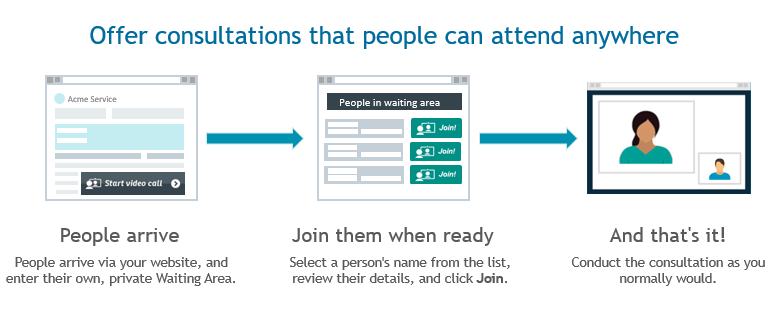 Offer consultations that people can attend anywhere
Acme Service
Start video call
People in waiting area
Join!
Join!
Join!
People arrive
People arrive via your website, and
enter their own, private Waiting Area.
Join them when ready
Select a person's name from the list,
review their details, and click Join.
And that's it!
Conduct the consultation as you
normally would.